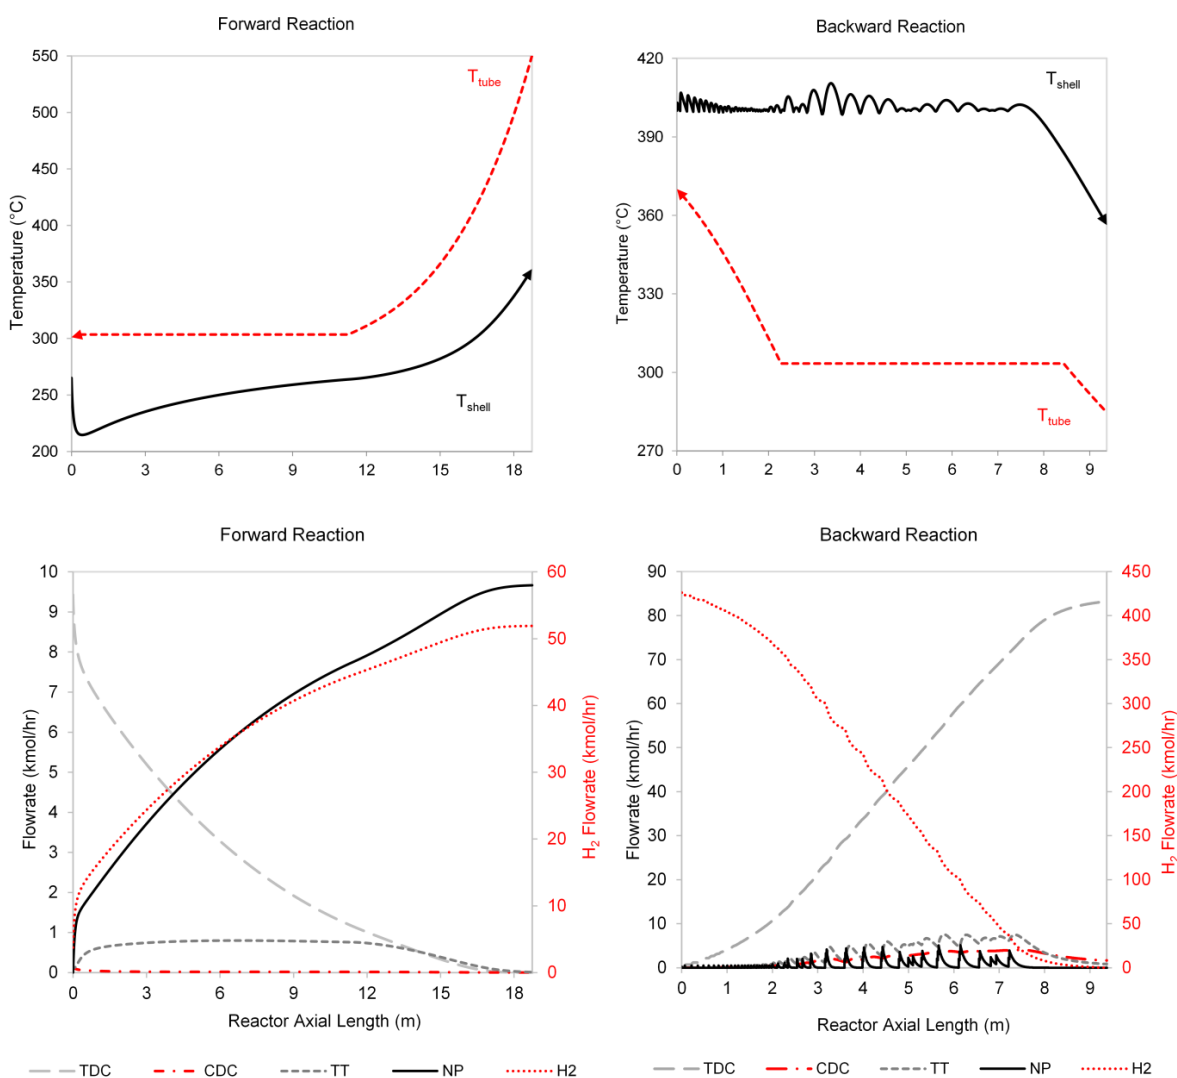 Forward Reaction
Temperature (°C)
550
500
450
400
350
300
250
200
T_tube
T_shell
0 3 6 9 12 15 18
Backward Reaction
Temperature (°C)
420
390
360
330
300
270
T_shell
T_tube
0 1 2 3 4 5 6 7 8 9
Forward Reaction
Flowrate (kmol/hr)
10
9
8
7
6
5
4
3
2
1
0
60
50
40
30
20
10
0
H₂ Flowrate (kmol/hr)
0 3 6 9 12 15 18
Reactor Axial Length (m)
TDC CDC TT NP H2
Backward Reaction
Flowrate (kmol/hr)
90
80
70
60
50
40
30
20
10
0
450
400
350
300
250
200
150
100
50
0
H₂ Flowrate (kmol/hr)
0 1 2 3 4 5 6 7 8 9
Reactor Axial Length (m)
TDC CDC TT NP H2